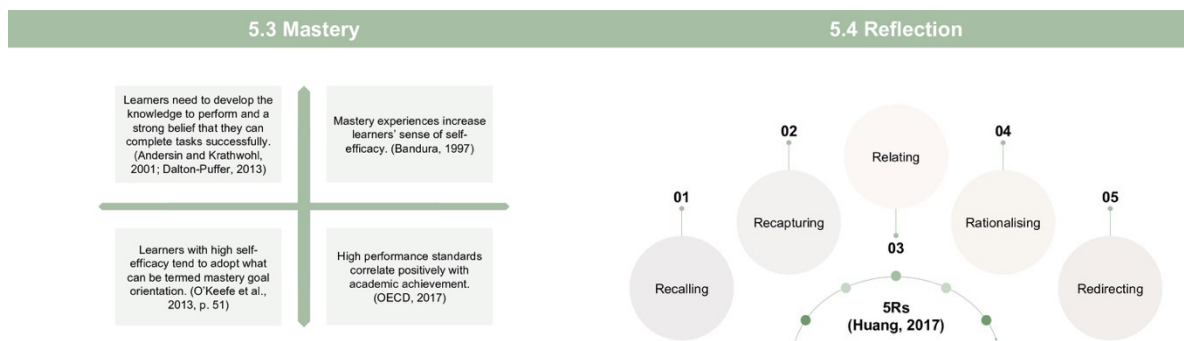 5.3 Mastery
Learners need to develop the
knowledge to perform and a
strong belief that they can
complete tasks successfully.
(Andersin and Krathwohl,
2001; Dalton-Puffer, 2013)
Mastery experiences increase
learners' sense of self-
efficacy. (Bandura, 1997)
Learners with high self-
efficacy tend to adopt what
can be termed mastery goal
orientation. (O'Keefe et al.,
2013, p. 51)
High performance standards
correlate positively with
academic achievement.
(OECD, 2017)
5.4 Reflection
01
Recalling
02
Recapturing
Relating
03
04
Rationalising
05
Redirecting
5Rs
(Huang, 2017)